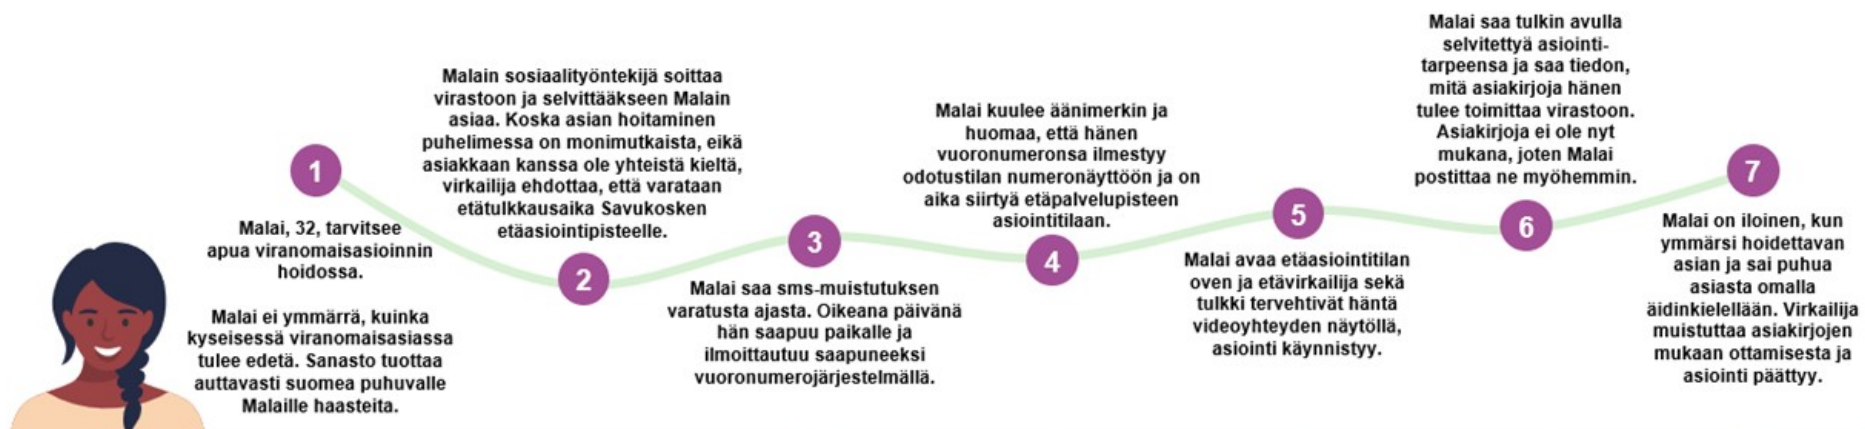 1
Malai, 32, tarvitsee
apua viranomaisasioinnin
hoidossa.
Malai ei ymmärrä, kuinka
kyseisessä viranomaisasiassa
tulee edetä. Sanasto tuottaa
auttavasti suomea puhuvalle
Malaille haasteita.
Malain sosiaalityöntekijä soittaa
virastoon ja selvittääkseen Malain
asiaa. Koska asian hoitaminen
puhelimessa on monimutkaista, eikä
asiakkaan kanssa ole yhteistä kieltä,
virkailija ehdottaa, että varataan
etätulkkausaika Savukosken
etäasiointipisteelle.
2
3
Malai saa sms-muistutuksen
varatusta ajasta. Oikeana päivänä
hän saapuu paikalle ja
ilmoittautuu saapuneeksi
vuoronumerojärjestelmällä.
Malai kuulee äänimerkin ja
huomaa, että hänen
vuoronumeronsa ilmestyy
odotustilan numeronäyttöön ja on
aika siirtyä etäpalvelupisteen
asiointitilaan.
4
5
Malai avaa etäasiointitilan
oven ja etävirkailija sekä
tulkki tervehtivät häntä
videoyhteyden näytöllä,
asiointi käynnistyy.
Malai saa tulkin avulla
selvitettyä asiointi-
tarpeensa ja saa tiedon,
mitä asiakirjoja hänen
tulee toimittaa virastoon.
Asiakirjoja ei ole nyt
mukana, joten Malai
postittaa ne myöhemmin.
6
7
Malai on iloinen, kun
ymmärsi hoidettavan
asian ja sai puhua
asiasta omalla
äidinkielellään. Virkailija
muistuttaa asiakirjojen
mukaan ottamisesta ja
asiointi päättyy.